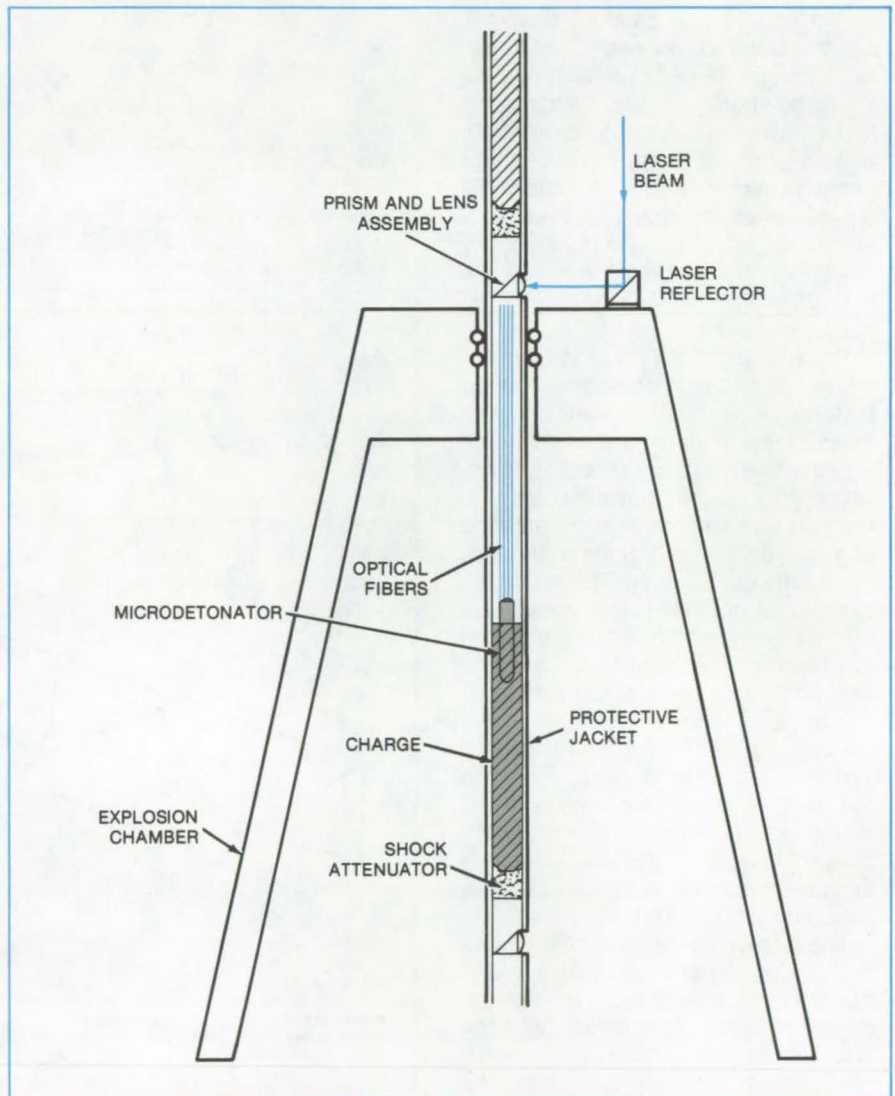 LASER
BEAM
PRISM AND LENS
ASSEMBLY
LASER
REFLECTOR
OPTICAL
FIBERS
MICRODETONATOR
PROTECTIVE
JACKET
CHARGE
EXPLOSION
CHAMBER
SHOCK
ATTENUATOR